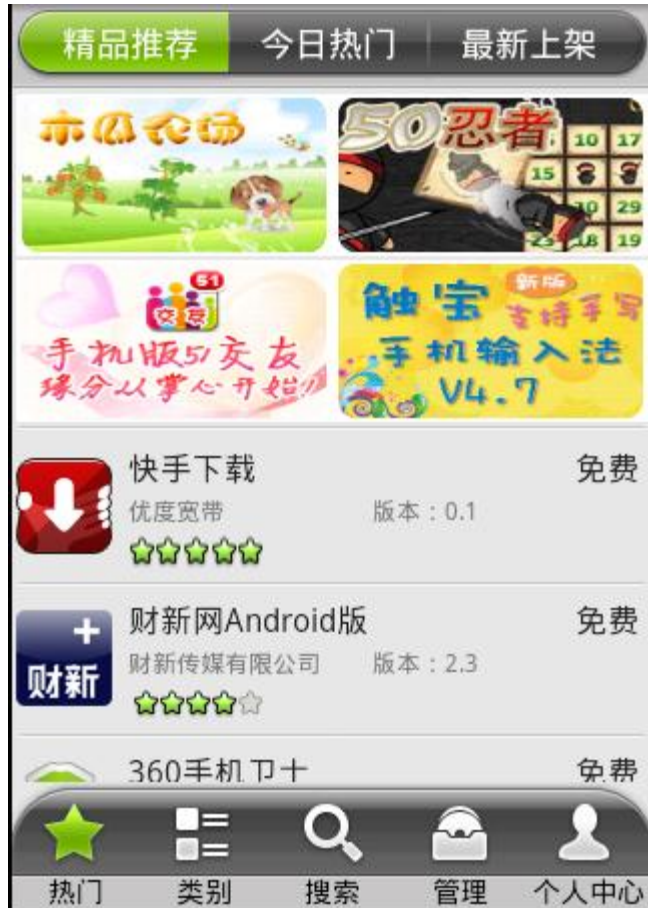 精品推荐 今日热门 最新上架
木瓜农场
50忍者
10 17
15
10 29
23 18 19
51
交友
手机版51交友
缘分从掌心开始!
触宝 新版 支持手写
手机输入法
V4.7
快手下载 免费
优度宽带 版本：0.1
财新
财新网Android版 免费
财新传媒有限公司 版本：2.3
360手机卫士 免费
热门 类别 搜索 管理 个人中心